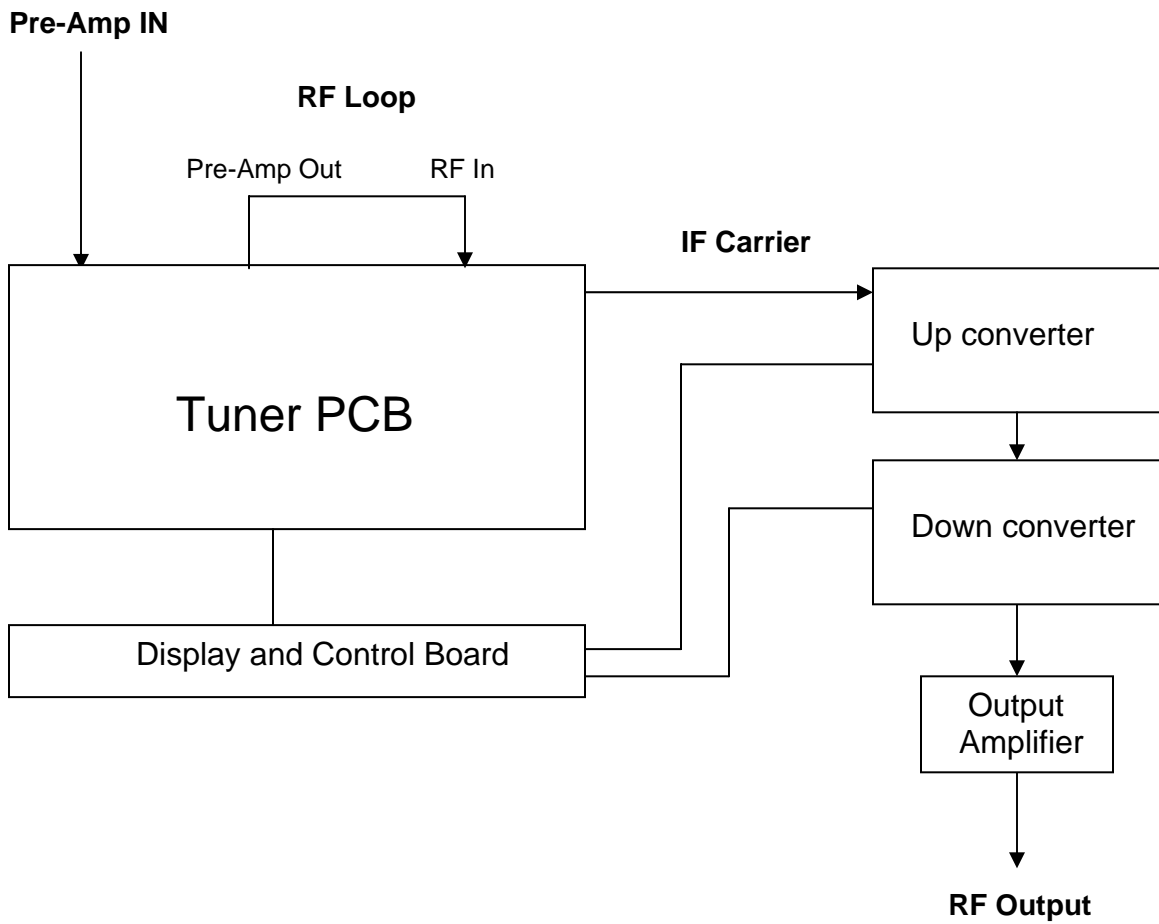 Pre-Amp IN
RF Loop
Pre-Amp Out
RF In
IF Carrier
Up converter
Tuner PCB
Down converter
Display and Control Board
Output
Amplifier
RF Output